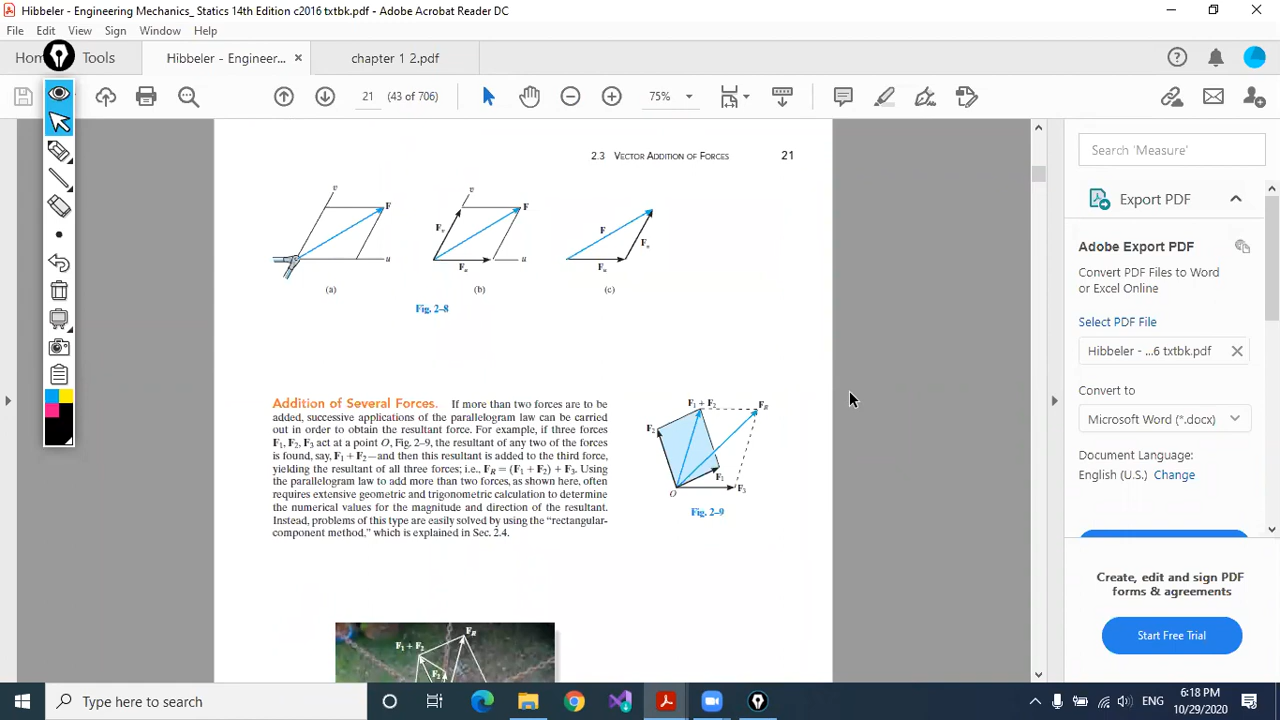 Hibbeler - Engineering Mechanics_ Statics 14th Edition c2016 txtbk.pdf - Adobe Acrobat Reader DC
File Edit View Sign Window Help
Hom Tools Hibbeler - Engineer... chapter 1 2.pdf
21 (43 of 706) 75%
2.3 VECTOR ADDITION OF FORCES 21
v F u
(a)
v F Fv Fu u
(b)
F Fv Fu
(c)
Fig. 2–8
Addition of Several Forces. If more than two forces are to be
added, successive applications of the parallelogram law can be carried
out in order to obtain the resultant force. For example, if three forces
F1, F2, F3 act at a point O, Fig. 2–9, the resultant of any two of the forces
is found, say, F1 + F2—and then this resultant is added to the third force,
yielding the resultant of all three forces; i.e., FR = (F1 + F2) + F3. Using
the parallelogram law to add more than two forces, as shown here, often
requires extensive geometric and trigonometric calculation to determine
the numerical values for the magnitude and direction of the resultant.
Instead, problems of this type are easily solved by using the “rectangular-
component method,” which is explained in Sec. 2.4.
F1 + F2 FR
F2
F1
O F3
Fig. 2–9
FR
F1 + F2
F2
Search 'Measure'
Export PDF
Adobe Export PDF
Convert PDF Files to Word
or Excel Online
Select PDF File
Hibbeler - ...6 txtbk.pdf
Convert to
Microsoft Word (*.docx)
Document Language:
English (U.S.) Change
Create, edit and sign PDF
forms & agreements
Start Free Trial
Type here to search
ENG
6:18 PM
10/29/2020